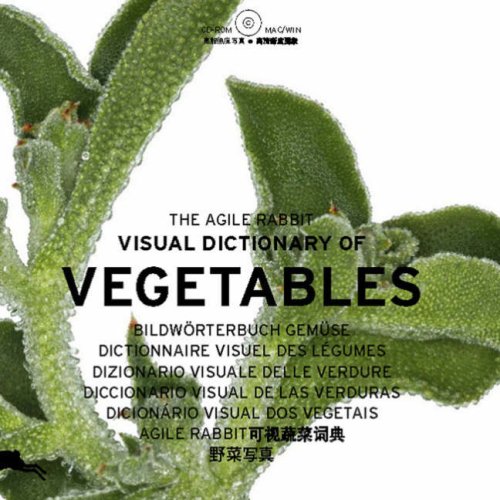 CD-ROM © MAC/WIN
THE AGILE RABBIT
VISUAL DICTIONARY OF
VEGETABLES
BILDWÖRTERBUCH GEMÜSE
DICTIONNAIRE VISUEL DES LÉGUMES
DIZIONARIO VISUALE DELLE VERDURE
DICCIONARIO VISUAL DE LAS VERDURAS
DICIONÁRIO VISUAL DOS VEGETAIS
AGILE RABBIT可视蔬菜词典
野菜写真